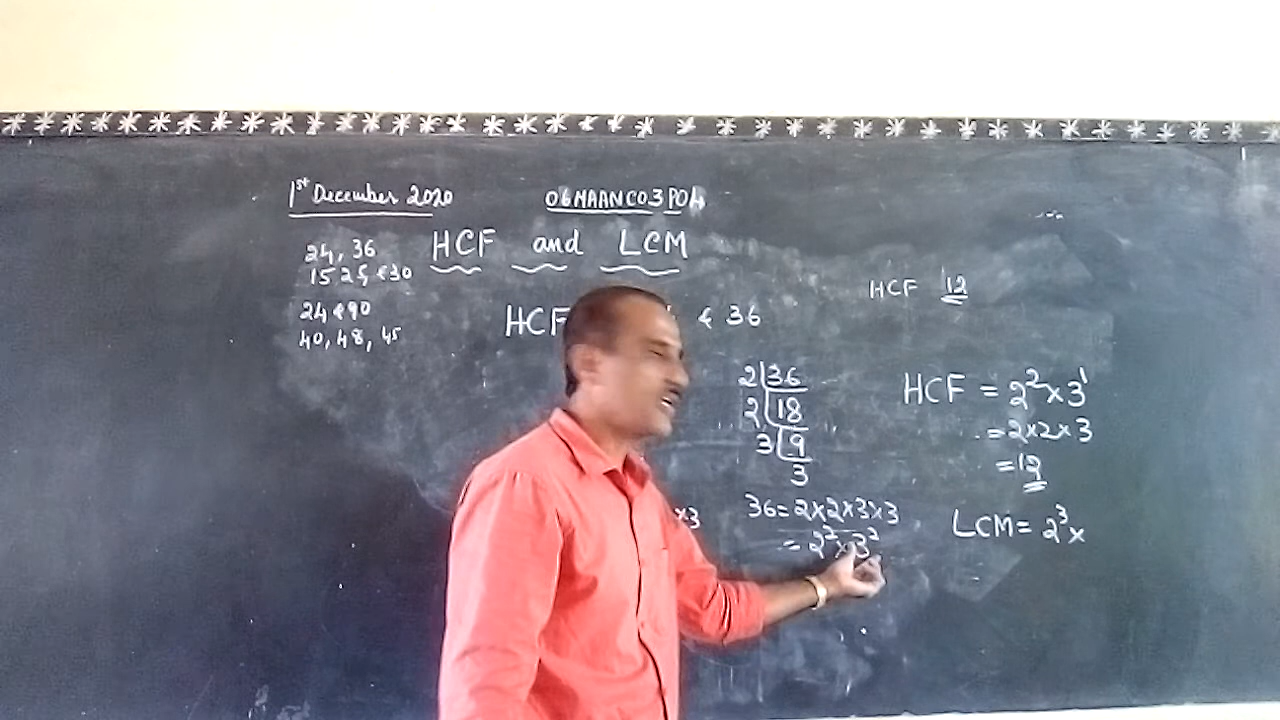 1st December 2020
06MAANC03P04
HCF and LCM
24, 36
15 25 & 30
24 & 90
40, 48, 45
HCF & 36
HCF 12
2|36
2|18
3|9
3
×3
36=2×2×3×3
= 2²×3²
HCF = 2²×3¹
=2×2×3
=12
LCM= 2³×